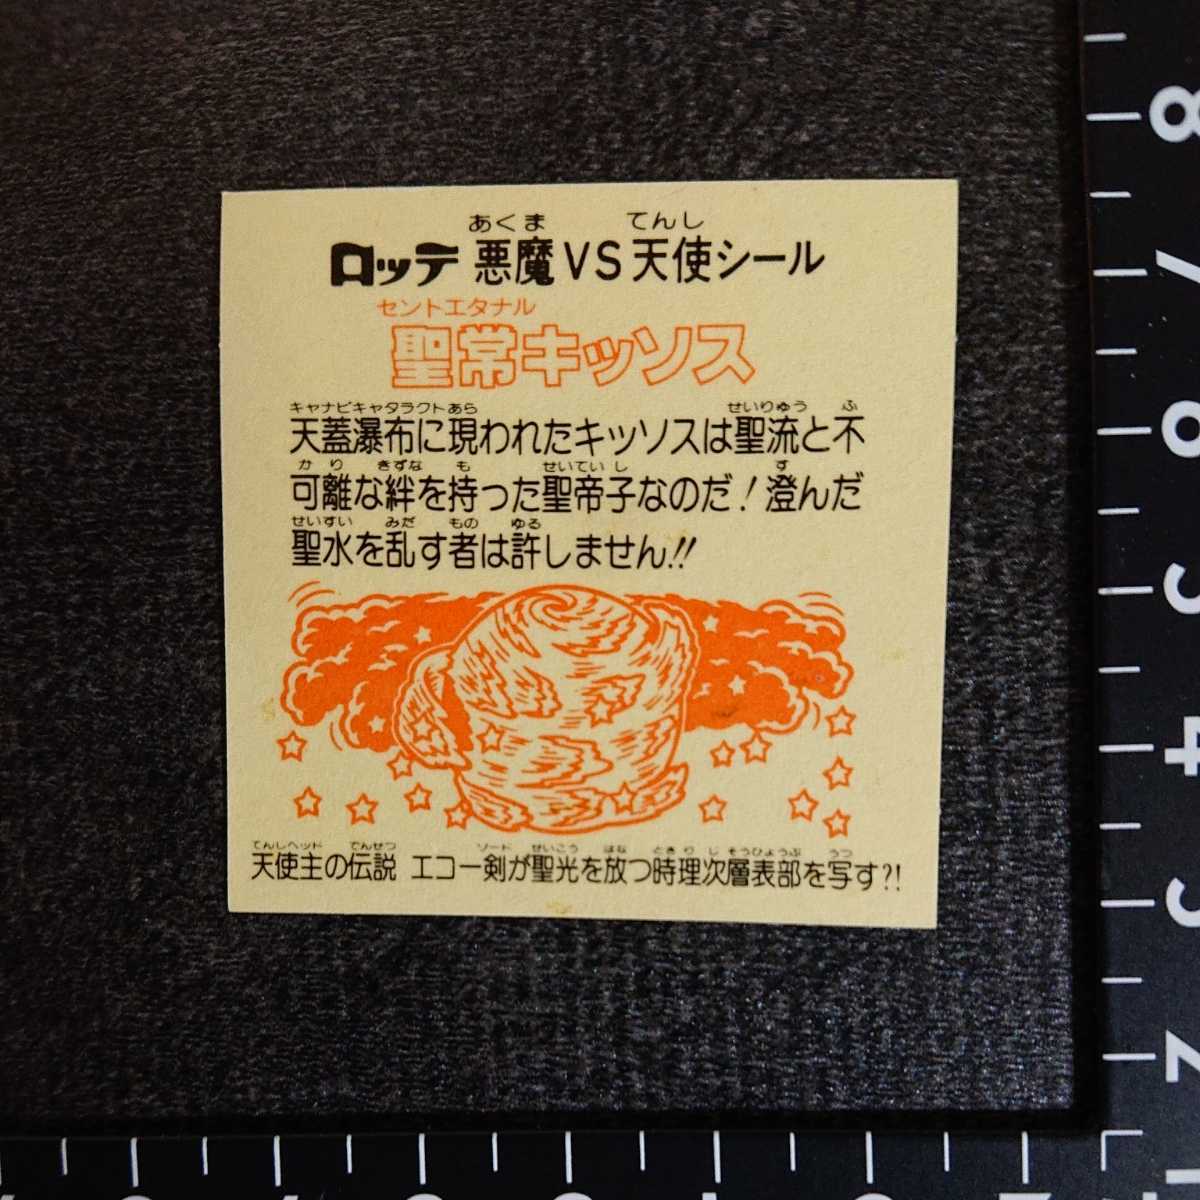 あくま てんし
ロッテ 悪魔VS天使シール
セントエタナル
聖常キッソス
キャナピキャタラクト あら せいりゅう ふ
天蓋瀑布に現われたキッソスは聖流と不
かり きずな も せいていし す
可離な絆を持った聖帝子なのだ！澄んだ
せいすい みだ もの ゆる
聖水を乱す者は許しません!!
てんしヘッド でんせつ ソード せいこう はな ときりじそうひょうぶ うつ
天使主の伝説 エコー剣が聖光を放つ時理次層表部を写す?!
8
7
6
5
4
3
2
1